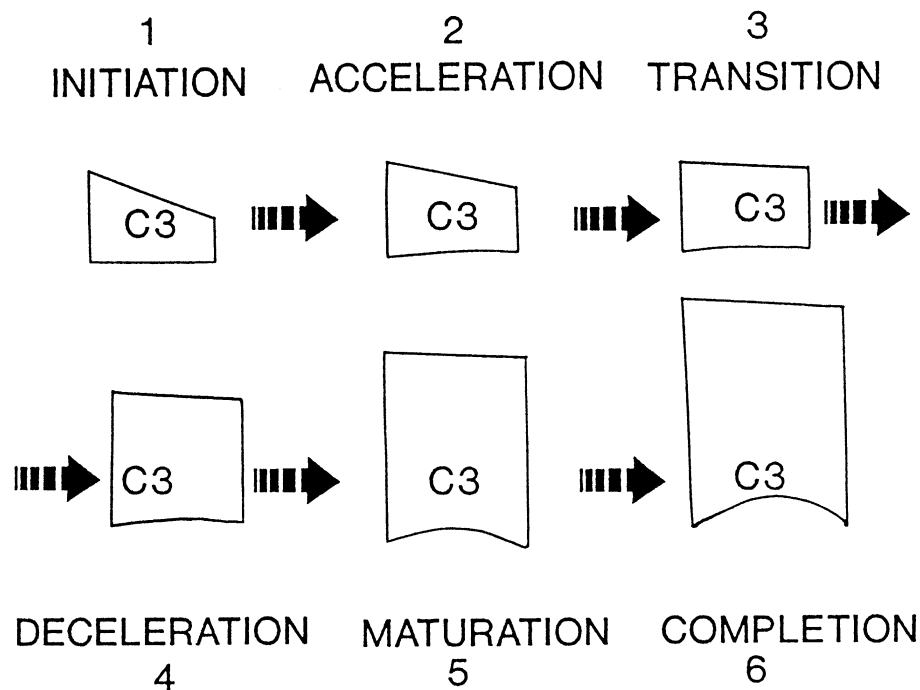 1 2 3
INITIATION ACCELERATION TRANSITION
C3 C3 C3
C3 C3 C3
DECELERATION MATURATION COMPLETION
4 5 6